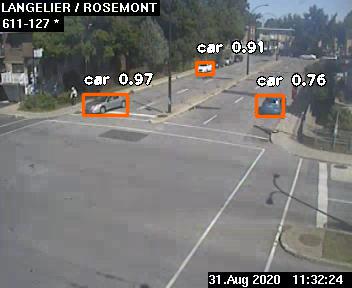 LANGELIER / ROSEMONT
611-127 *
car 0.91
car 0.97
car 0.76
31.Aug 2020 11:32:24